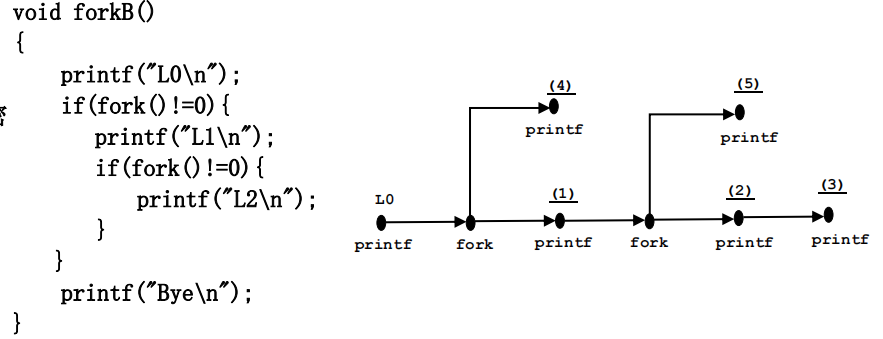 void forkB()
{
printf("L0\n");
if(fork()!=0){
printf("L1\n");
if(fork()!=0){
printf("L2\n");
}
}
printf("Bye\n");
}
(4)
printf
(5)
printf
L0
(1)
(2)
(3)
printf
fork
printf
fork
printf
printf